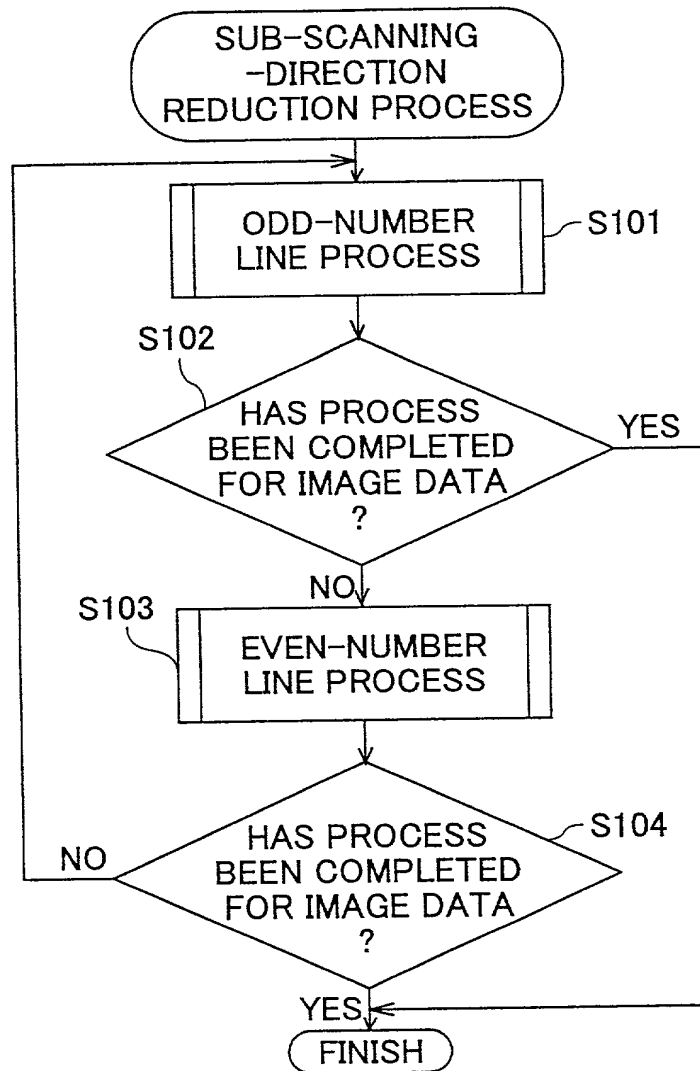 SUB-SCANNING
-DIRECTION
REDUCTION PROCESS
ODD-NUMBER
LINE PROCESS
S101
S102
HAS PROCESS
BEEN COMPLETED
FOR IMAGE DATA
?
YES
NO
S103
EVEN-NUMBER
LINE PROCESS
HAS PROCESS
BEEN COMPLETED
FOR IMAGE DATA
?
S104
NO
YES
FINISH